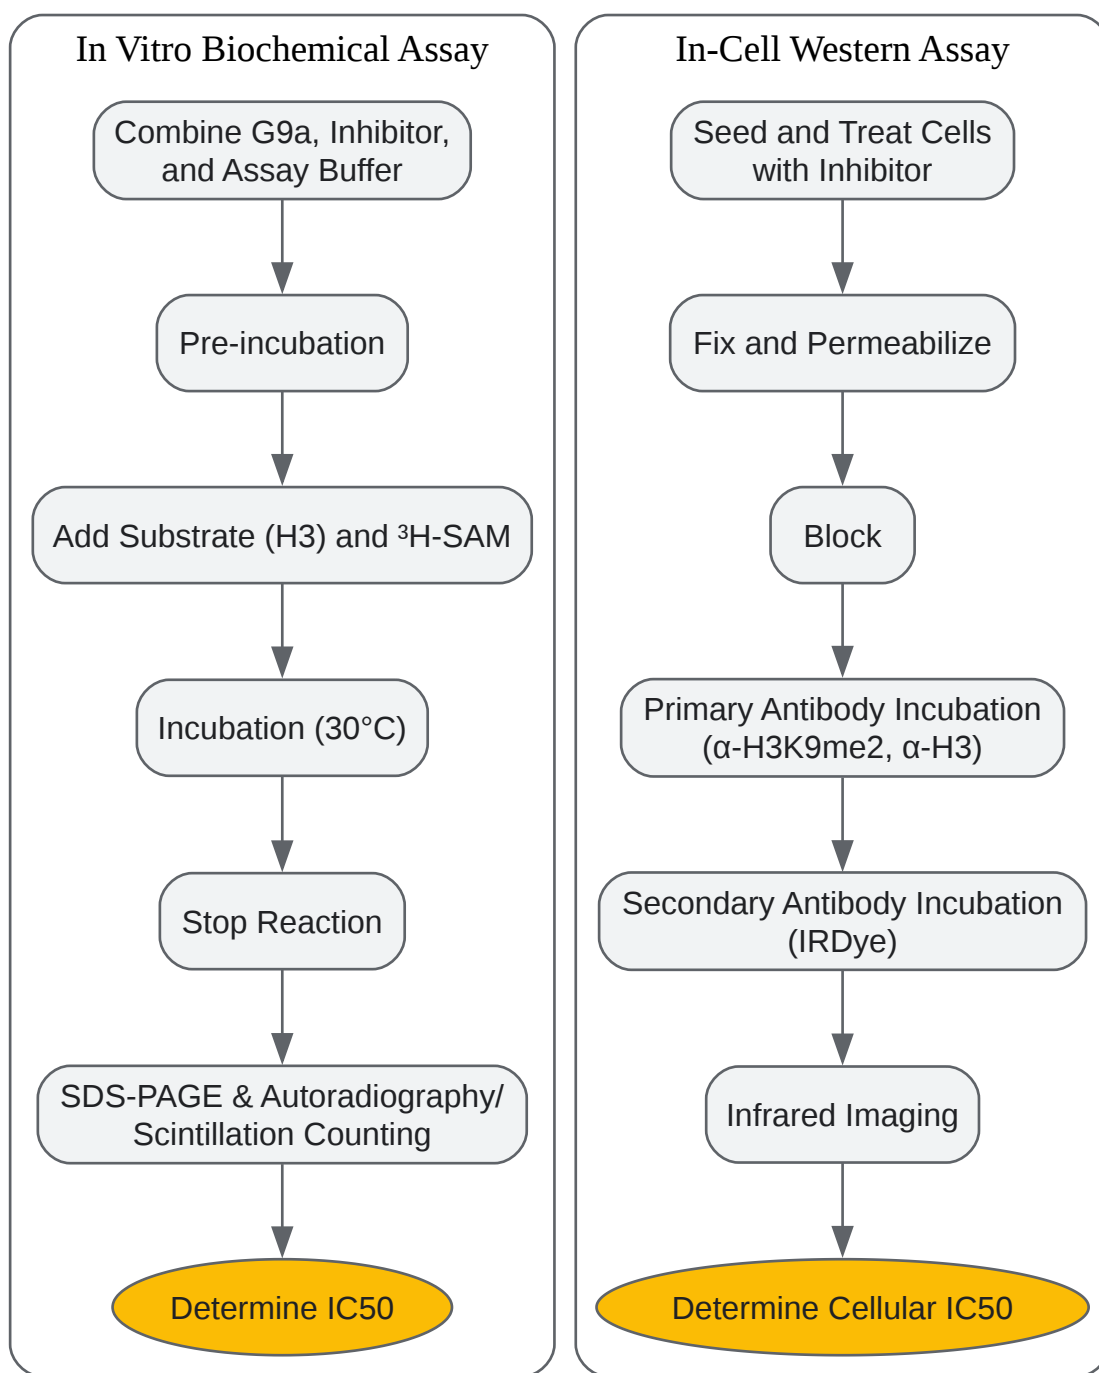 In Vitro Biochemical Assay
Combine G9a, Inhibitor,
and Assay Buffer
Pre-incubation
Add Substrate (H3) and ³H-SAM
Incubation (30°C)
Stop Reaction
SDS-PAGE & Autoradiography/
Scintillation Counting
Determine IC50
In-Cell Western Assay
Seed and Treat Cells
with Inhibitor
Fix and Permeabilize
Block
Primary Antibody Incubation
(α-H3K9me2, α-H3)
Secondary Antibody Incubation
(IRDye)
Infrared Imaging
Determine Cellular IC50